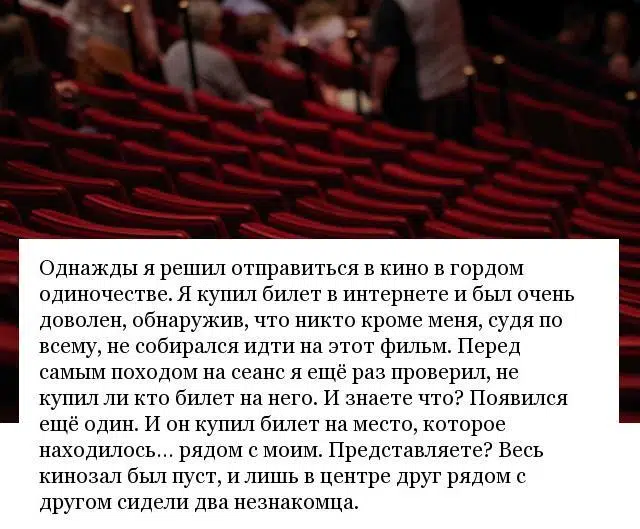 Однажды я решил отправиться в кино в гордом
одиночестве. Я купил билет в интернете и был очень
доволен, обнаружив, что никто кроме меня, судя по
всему, не собирался идти на этот фильм. Перед
самым походом на сеанс я ещё раз проверил, не
купил ли кто билет на него. И знаете что? Появился
ещё один. И он купил билет на место, которое
находилось... рядом с моим. Представляете? Весь
кинозал был пуст, и лишь в центре друг рядом с
другом сидели два незнакомца.